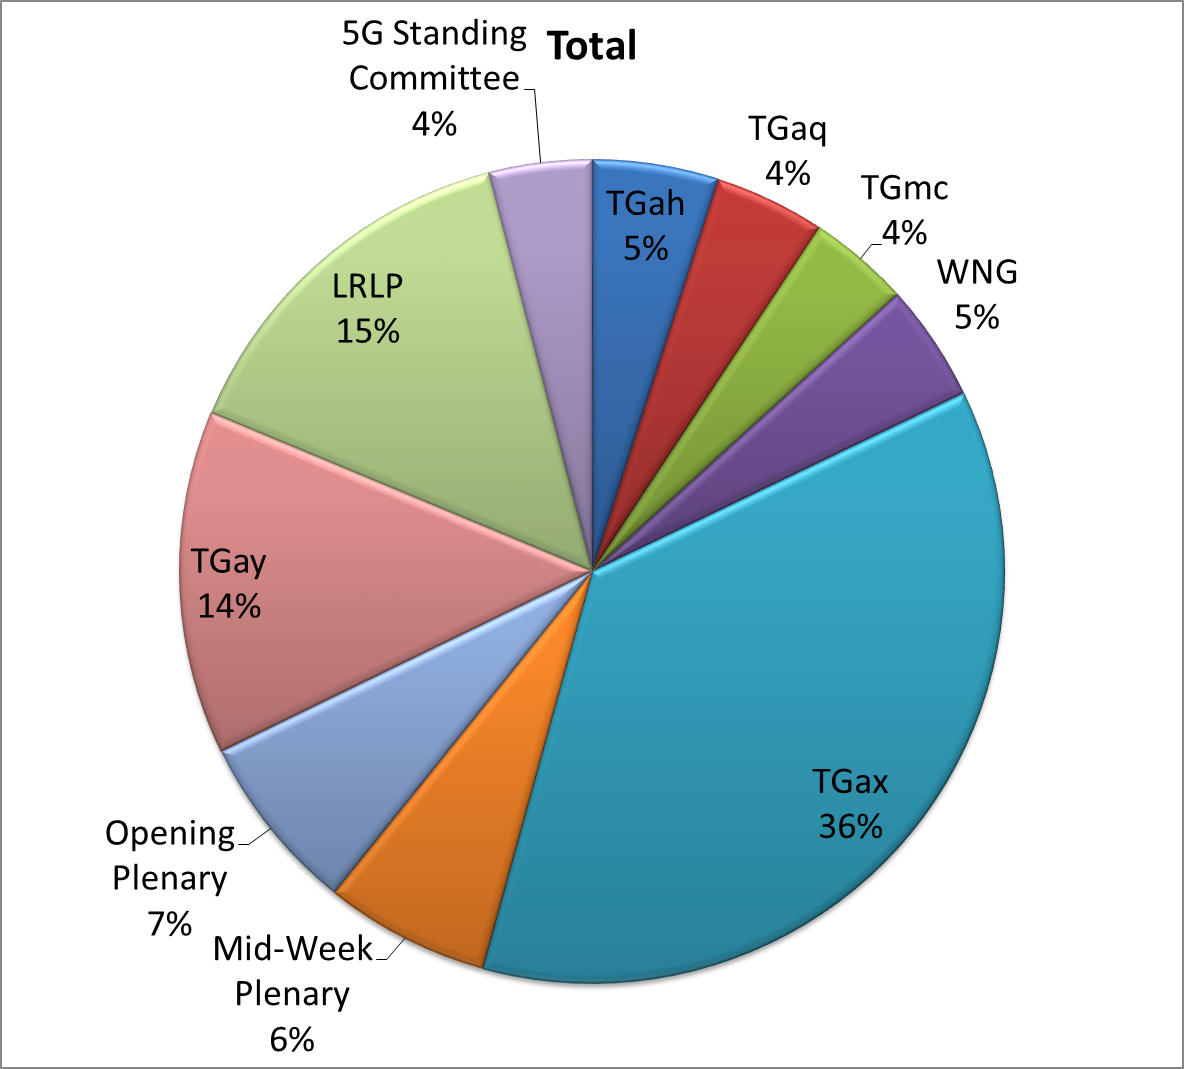 Total
5G Standing
Committee
4%
TGah
5%
TGaq
4%
TGmc
4%
WNG
5%
TGax
36%
Mid-Week
Plenary
6%
Opening
Plenary
7%
TGay
14%
LRLP
15%